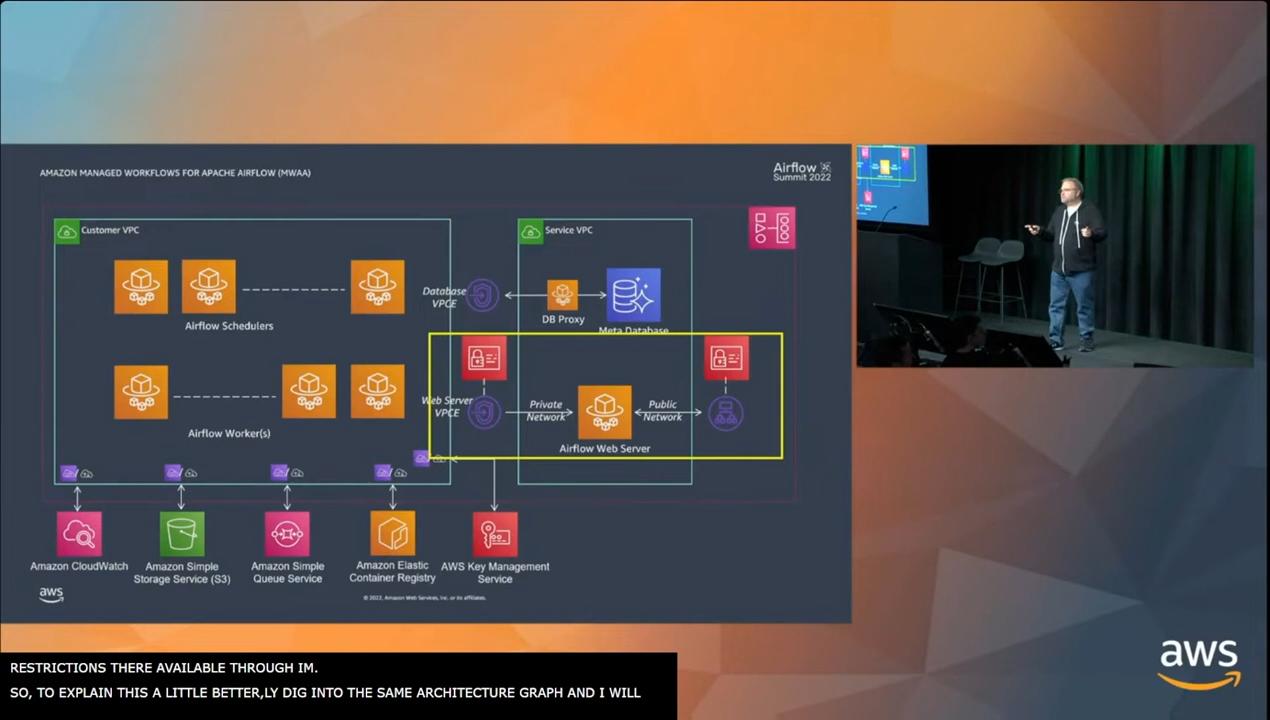 AMAZON MANAGED WORKFLOWS FOR APACHE AIRFLOW (MWAA)
Airflow
Summit 2022
Customer VPC
Service VPC
Airflow Schedulers
Database
VPCE
DB Proxy
Meta Database
Airflow Worker(s)
Web Server
VPCE
Private
Network
Public
Network
Airflow Web Server
Amazon CloudWatch
Amazon Simple
Storage Service (S3)
Amazon Simple
Queue Service
Amazon Elastic
Container Registry
AWS Key Management
Service
aws
© 2022, Amazon Web Services, Inc. or its affiliates.
RESTRICTIONS THERE AVAILABLE THROUGH IM.
SO, TO EXPLAIN THIS A LITTLE BETTER,LY DIG INTO THE SAME ARCHITECTURE GRAPH AND I WILL
aws